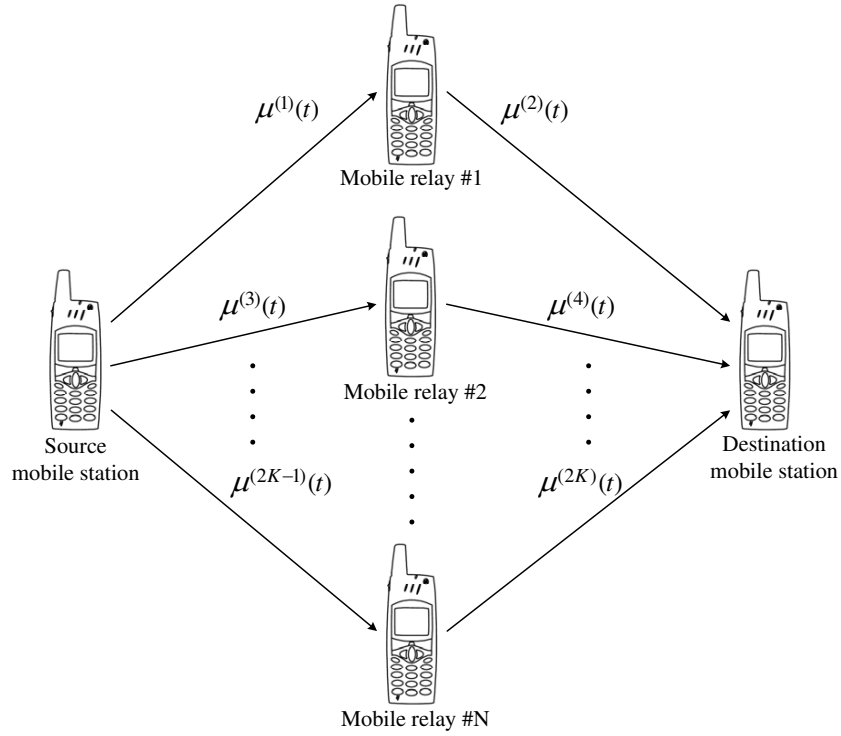 μ^(1)(t)
μ^(2)(t)
Mobile relay #1
μ^(3)(t)
μ^(4)(t)
Mobile relay #2
Source
mobile station
Destination
mobile station
μ^(2K−1)(t)
μ^(2K)(t)
Mobile relay #N